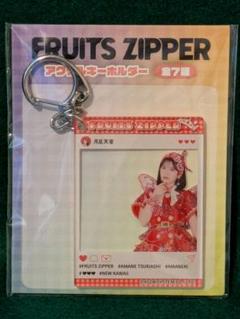 FRUITS ZIPPER
アクリルキーホルダー 全7種
FRUITS ZIPPER
月足天音
#FRUITS ZIPPER #AMANE TSUKIASHI #AMANEKI
#NEW KAWAII